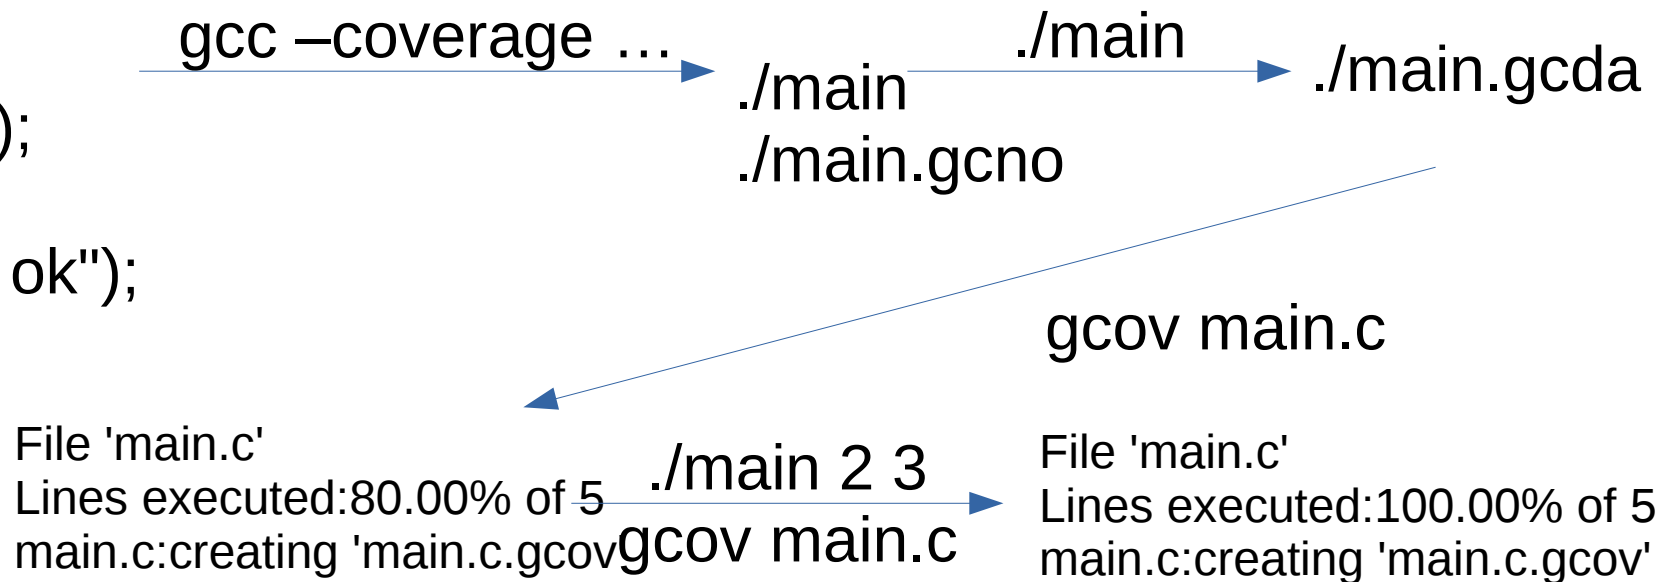 gcc –coverage …
./main
./main
./main.gcno
./main.gcda
);
ok");
gcov main.c
File 'main.c'
Lines executed:80.00% of 5
main.c:creating 'main.c.gcov
./main 2 3
gcov main.c
File 'main.c'
Lines executed:100.00% of 5
main.c:creating 'main.c.gcov'